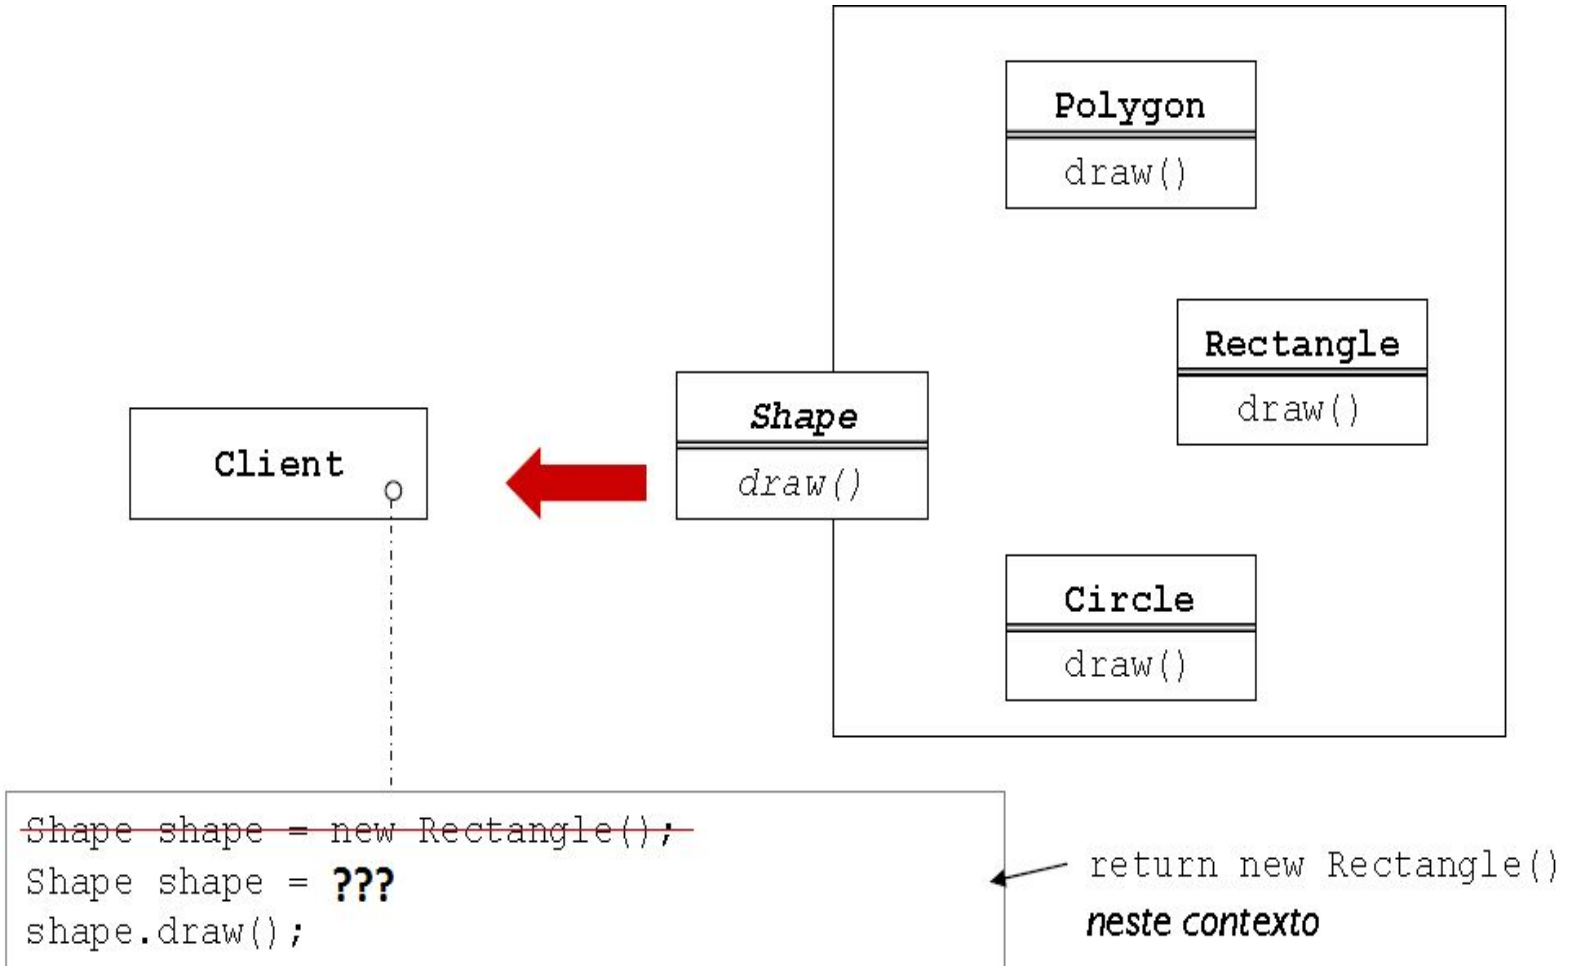 Polygon
draw()
Rectangle
draw()
Shape
draw()
Client
Circle
draw()
Shape shape = new Rectangle();
Shape shape = ???
shape.draw();
return new Rectangle()
neste contexto